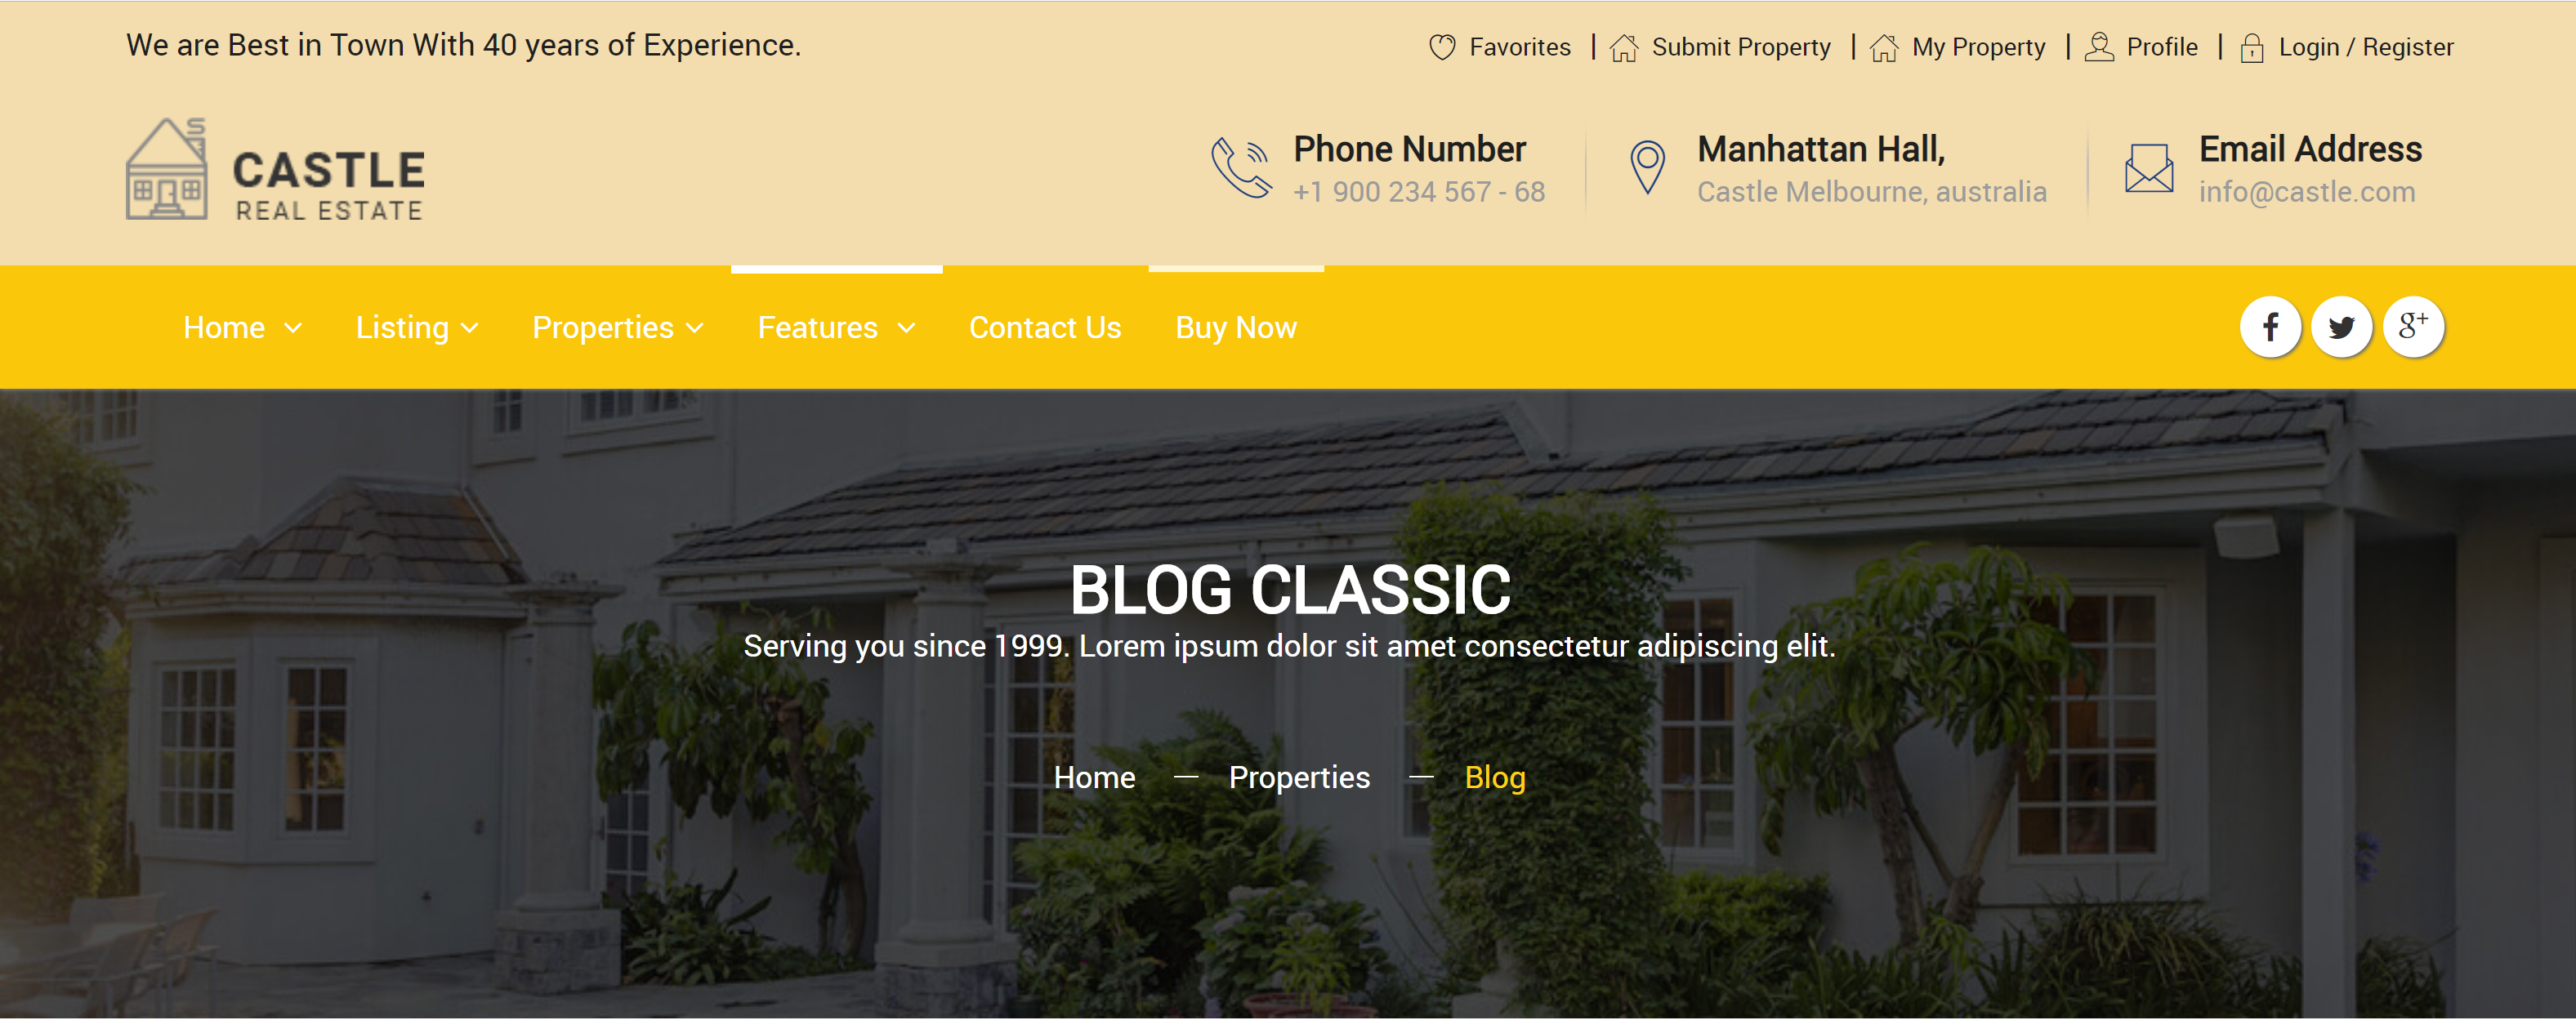 We are Best in Town With 40 years of Experience.
Favorites | Submit Property | My Property | Profile | Login / Register
CASTLE
REAL ESTATE
Phone Number
+1 900 234 567 - 68
Manhattan Hall,
Castle Melbourne, australia
Email Address
info@castle.com
Home Listing Properties Features Contact Us Buy Now
BLOG CLASSIC
Serving you since 1999. Lorem ipsum dolor sit amet consectetur adipiscing elit.
Home — Properties — Blog